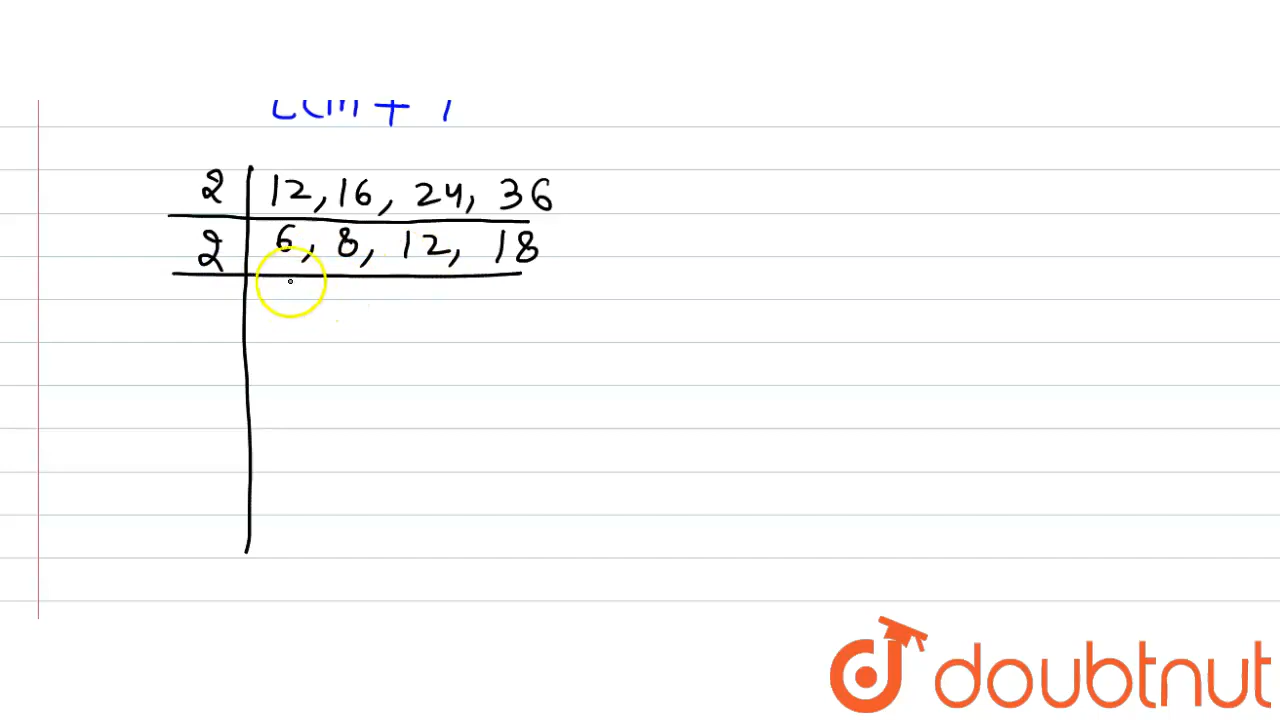 2 12, 16, 24, 36
2 6, 8, 12, 18
doubtnut